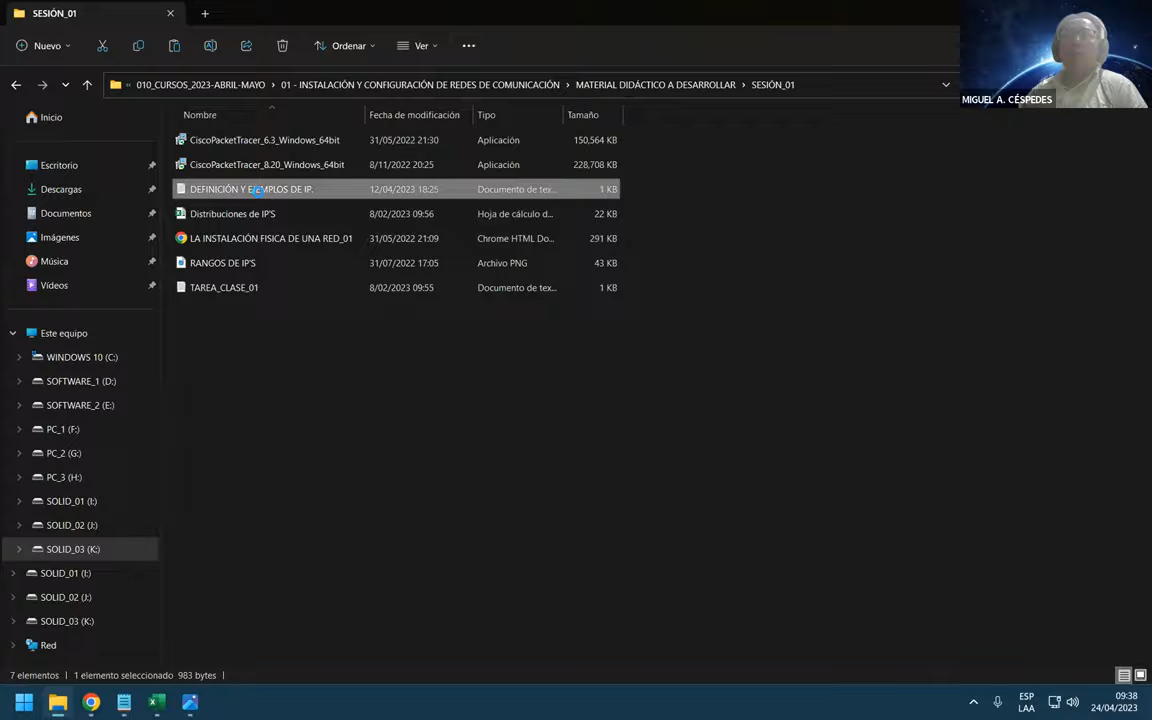 SESIÓN_01
Nuevo
Ordenar
Ver
010_CURSOS_2023-ABRIL-MAYO
01 - INSTALACIÓN Y CONFIGURACIÓN DE REDES DE COMUNICACIÓN
MATERIAL DIDÁCTICO A DESARROLLAR
SESIÓN_01
MIGUEL A. CÉSPEDES
Nombre
Fecha de modificación
Tipo
Tamaño
CiscoPacketTracer_6.3_Windows_64bit 31/05/2022 21:30 Aplicación 150,564 KB
CiscoPacketTracer_8.20_Windows_64bit 8/11/2022 20:25 Aplicación 228,708 KB
DEFINICIÓN Y EJEMPLOS DE IP. 12/04/2023 18:25 Documento de tex... 1 KB
Distribuciones de IP'S 8/02/2023 09:56 Hoja de cálculo d... 22 KB
LA INSTALACIÓN FISICA DE UNA RED_01 31/05/2022 21:09 Chrome HTML Do... 291 KB
RANGOS DE IP'S 31/07/2022 17:05 Archivo PNG 43 KB
TAREA_CLASE_01 8/02/2023 09:55 Documento de tex... 1 KB
Inicio
Escritorio
Descargas
Documentos
Imágenes
Música
Vídeos
Este equipo
WINDOWS 10 (C:)
SOFTWARE_1 (D:)
SOFTWARE_2 (E:)
PC_1 (F:)
PC_2 (G:)
PC_3 (H:)
SOLID_01 (I:)
SOLID_02 (J:)
SOLID_03 (K:)
SOLID_01 (I:)
SOLID_02 (J:)
SOLID_03 (K:)
Red
7 elementos
1 elemento seleccionado 983 bytes
ESP
LAA
09:38
24/04/2023